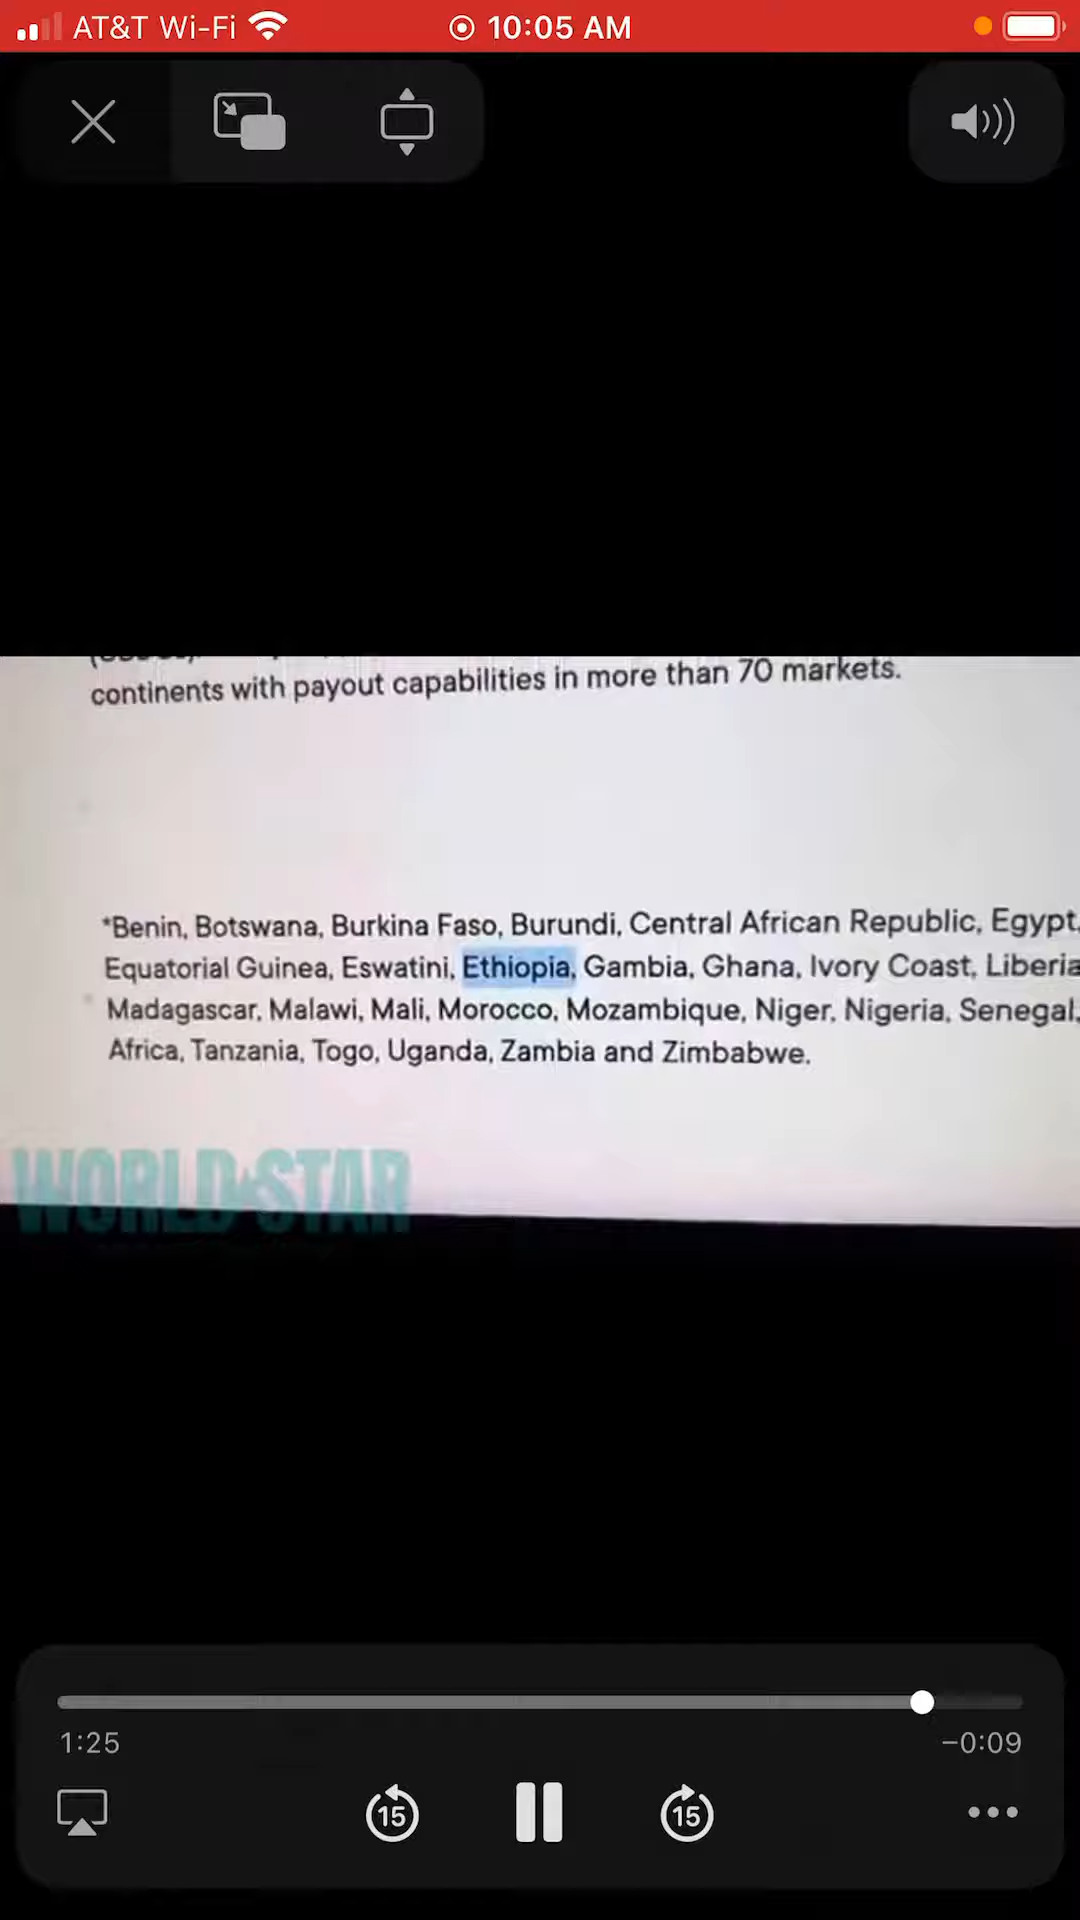 AT&T Wi-Fi 10:05 AM
continents with payout capabilities in more than 70 markets.
*Benin, Botswana, Burkina Faso, Burundi, Central African Republic, Egypt,
Equatorial Guinea, Eswatini, Ethiopia, Gambia, Ghana, Ivory Coast, Liberia
Madagascar, Malawi, Mali, Morocco, Mozambique, Niger, Nigeria, Senegal,
Africa, Tanzania, Togo, Uganda, Zambia and Zimbabwe.
WORLD STAR
1:25 −0:09
15 15